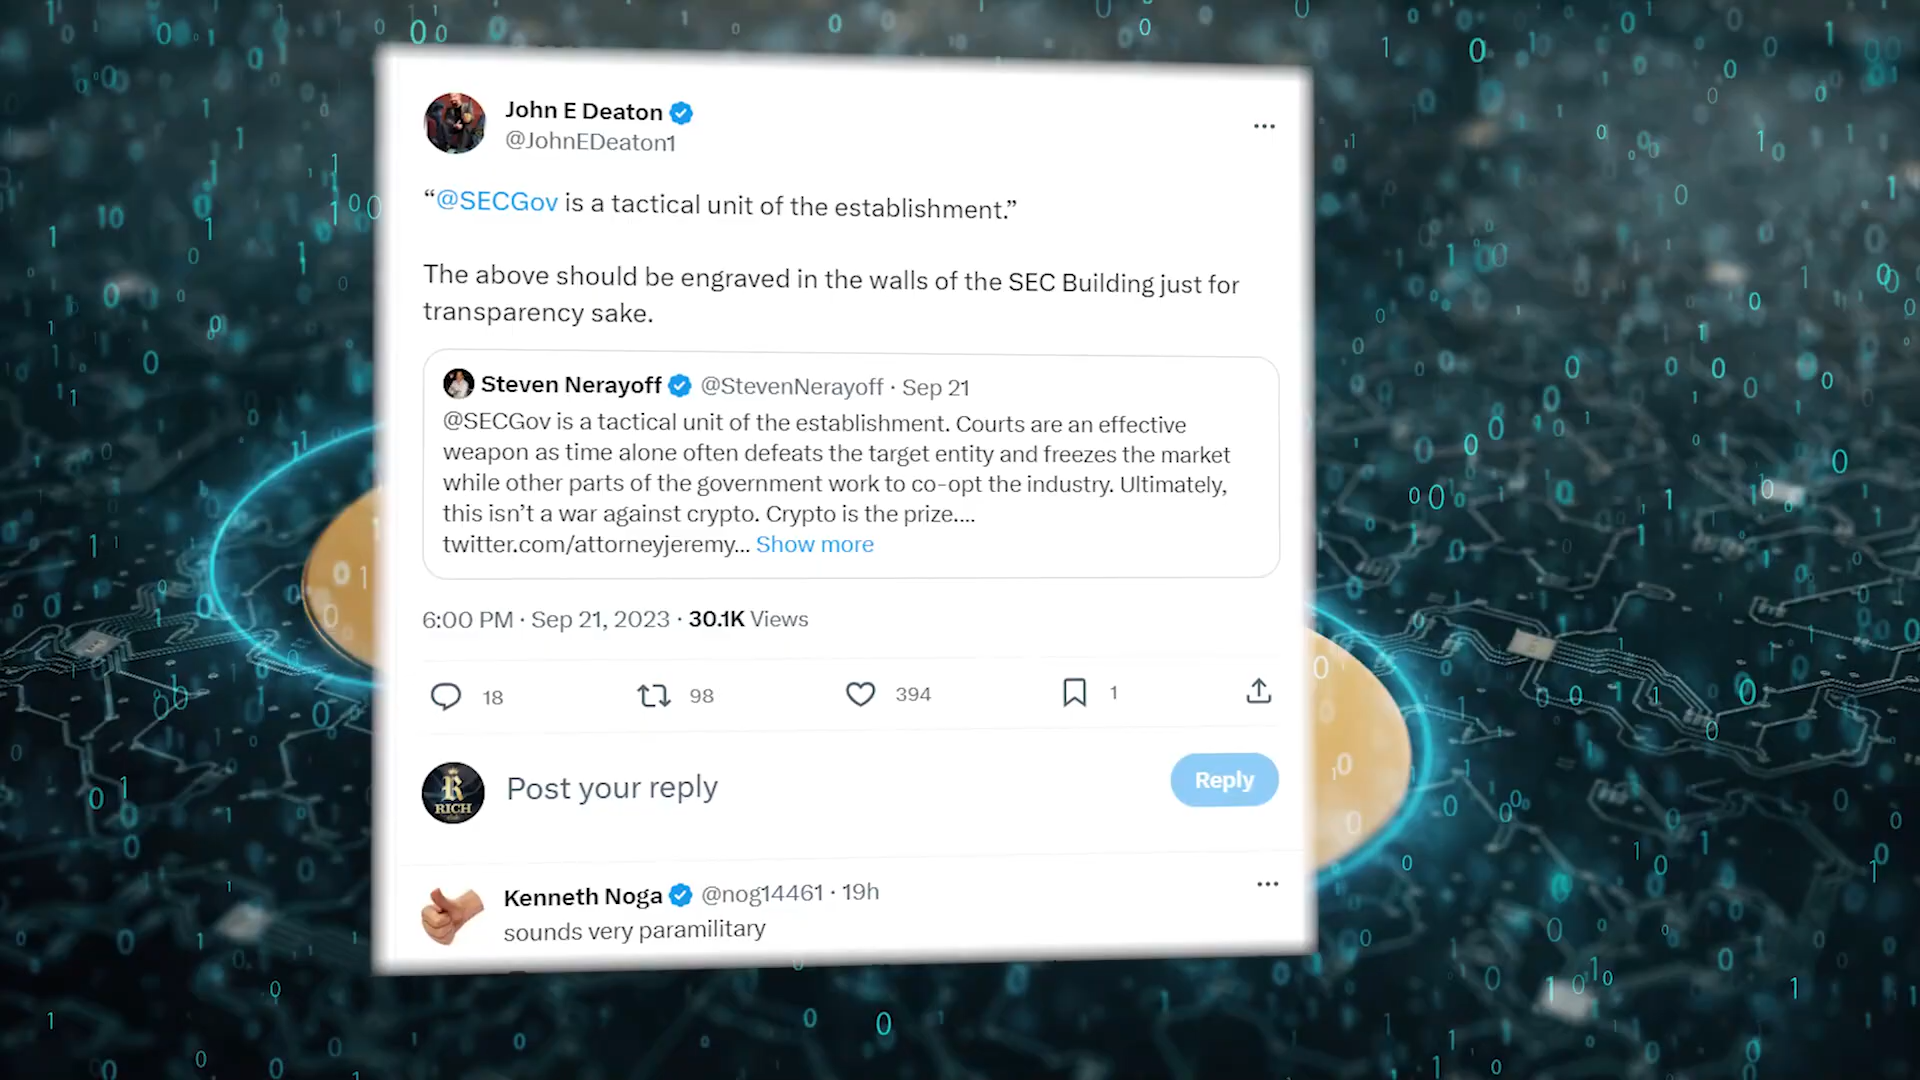 John E Deaton
@JohnEDeaton1
“@SECGov is a tactical unit of the establishment.”
The above should be engraved in the walls of the SEC Building just for
transparency sake.
Steven Nerayoff @StevenNerayoff · Sep 21
@SECGov is a tactical unit of the establishment. Courts are an effective
weapon as time alone often defeats the target entity and freezes the market
while other parts of the government work to co-opt the industry. Ultimately,
this isn’t a war against crypto. Crypto is the prize....
twitter.com/attorneyjeremy... Show more
6:00 PM · Sep 21, 2023 · 30.1K Views
18 98 394 1
RICH
Post your reply
Reply
Kenneth Noga @nog14461 · 19h
sounds very paramilitary